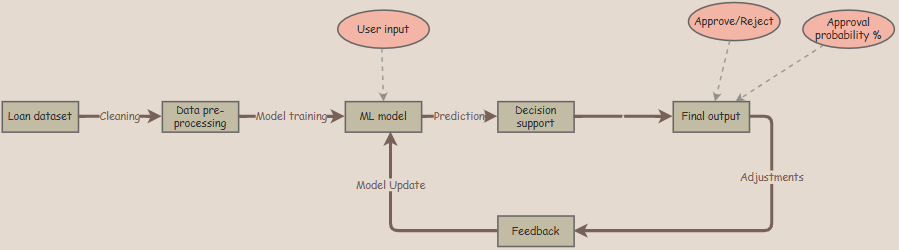 User input
Approve/Reject
Approval
probability %
Loan dataset
Cleaning
Data pre-
processing
Model training
ML model
Prediction
Decision
support
Final output
Model Update
Adjustments
Feedback